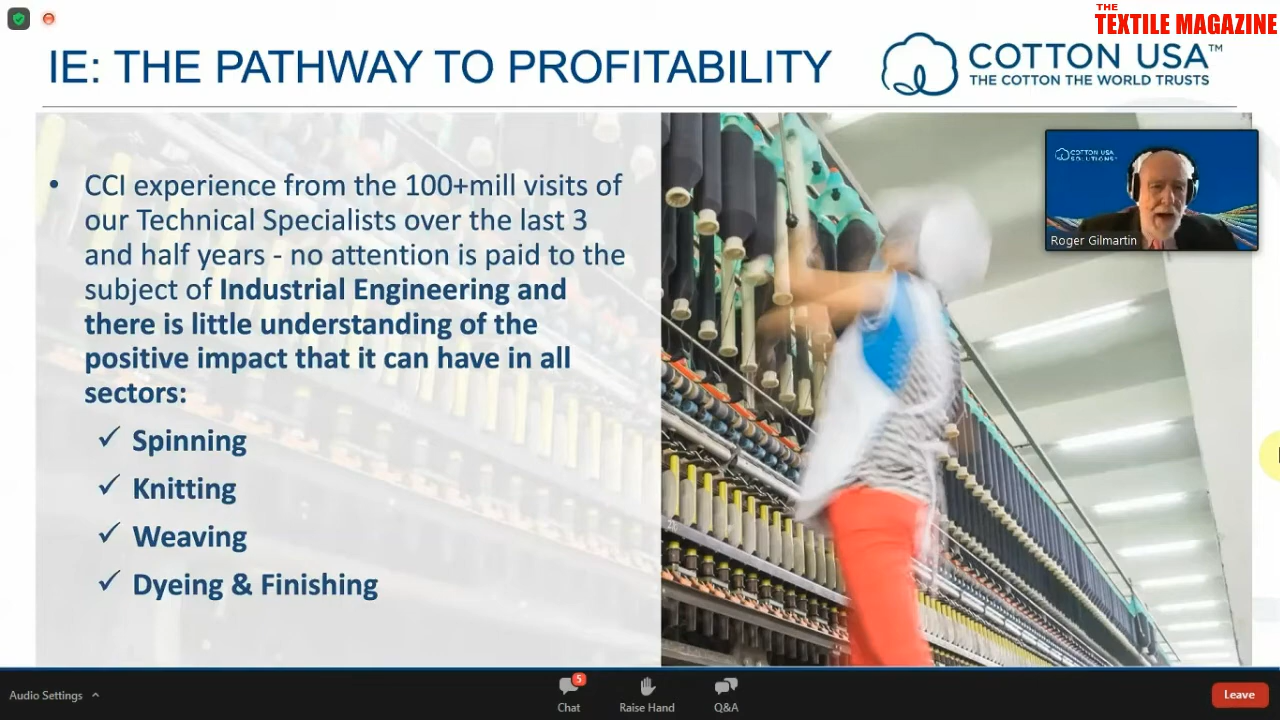 THE
TEXTILE MAGAZINE
IE: THE PATHWAY TO PROFITABILITY
COTTON USA™
THE COTTON THE WORLD TRUSTS
• CCI experience from the 100+mill visits of
our Technical Specialists over the last 3
and half years - no attention is paid to the
subject of Industrial Engineering and
there is little understanding of the
positive impact that it can have in all
sectors:
✓ Spinning
✓ Knitting
✓ Weaving
✓ Dyeing & Finishing
COTTON USA
SOLUTIONS
Roger Gilmartin
Audio Settings
5
Chat
Raise Hand
Q&A
Leave